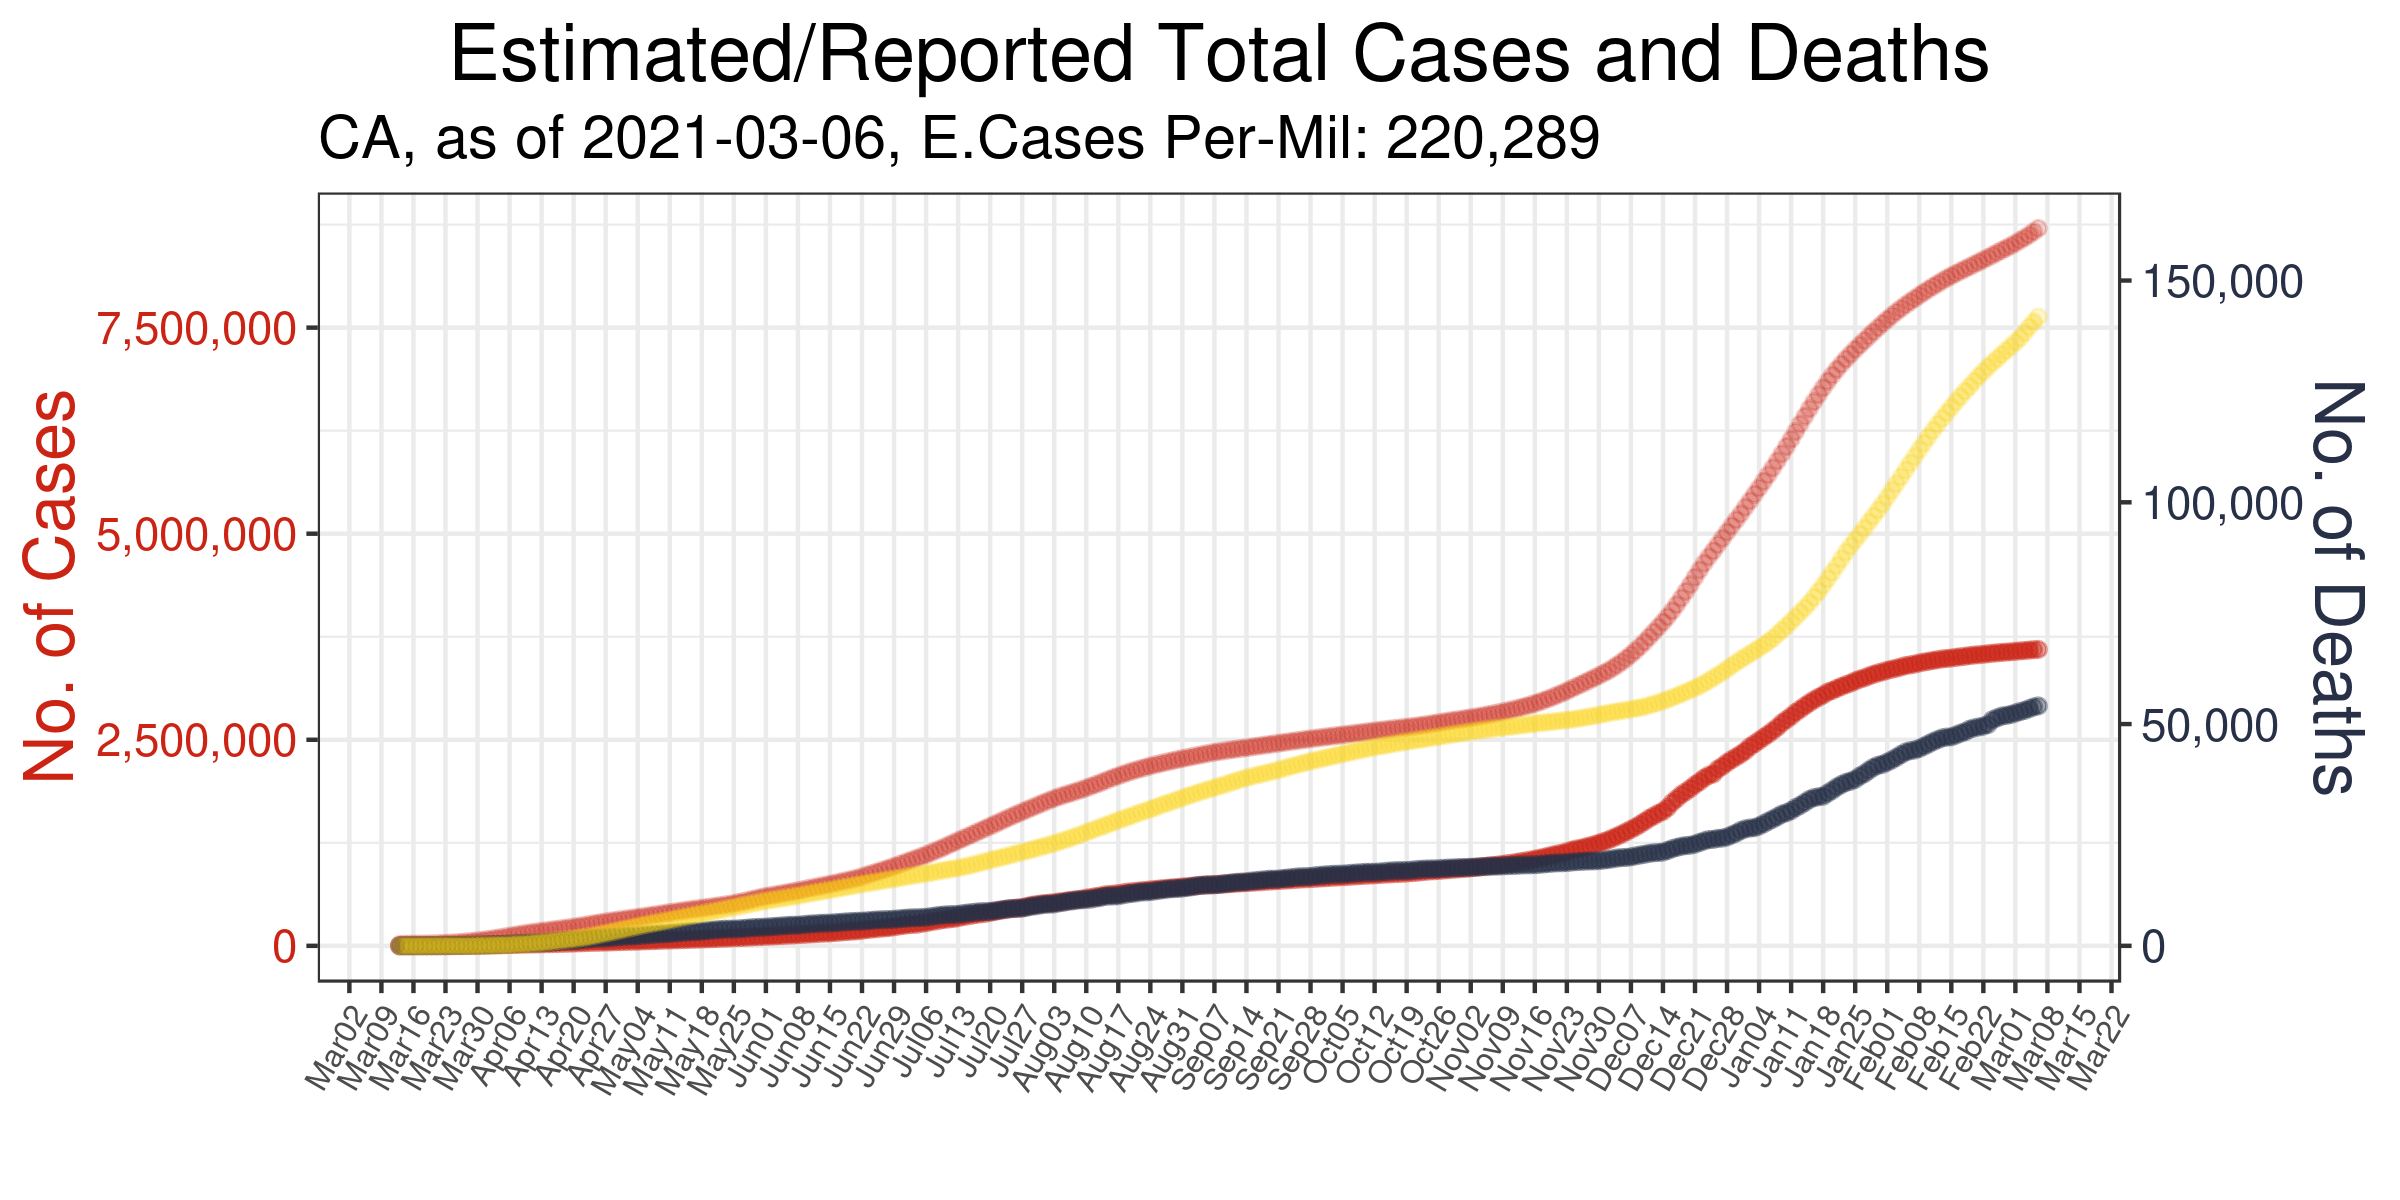 Estimated/Reported Total Cases and Deaths
CA, as of 2021-03-06, E.Cases Per-Mil: 220,289
No. of Cases
7,500,000
5,000,000
2,500,000
0
150,000
100,000
50,000
0
No. of Deaths
Mar02
Mar09
Mar16
Mar23
Mar30
Apr06
Apr13
Apr20
Apr27
May04
May11
May18
May25
Jun01
Jun08
Jun15
Jun22
Jun29
Jul06
Jul13
Jul20
Jul27
Aug03
Aug10
Aug17
Aug24
Aug31
Sep07
Sep14
Sep21
Sep28
Oct05
Oct12
Oct19
Oct26
Nov02
Nov09
Nov16
Nov23
Nov30
Dec07
Dec14
Dec21
Dec28
Jan04
Jan11
Jan18
Jan25
Feb01
Feb08
Feb15
Feb22
Mar01
Mar08
Mar15
Mar22